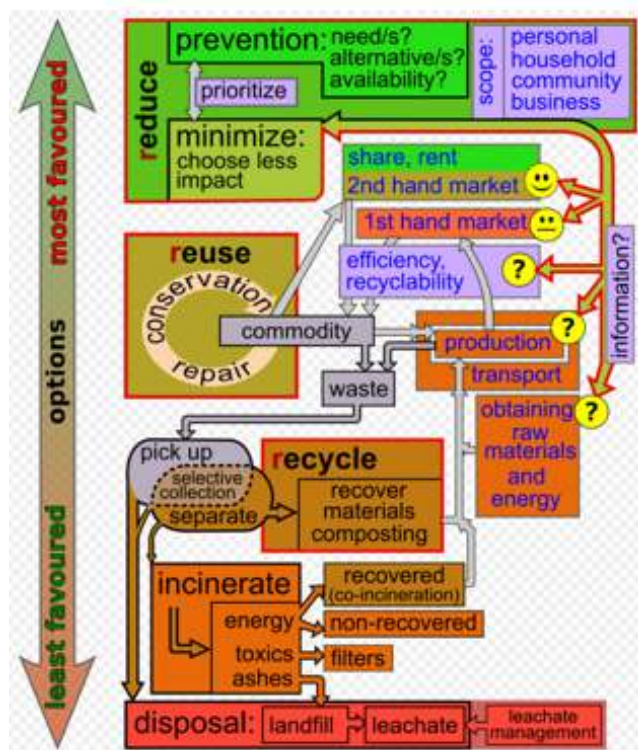 most favoured
options
least favoured
reduce
prevention: need/s?
alternative/s?
availability?
prioritize
scope:
personal
household
community
business
minimize:
choose less
impact
share, rent
2nd hand market
1st hand market
efficiency,
recyclability
?
information?
reuse
conservation
repair
commodity
production
?
transport
waste
obtaining
?
raw
materials
and
energy
pick up
selective
collection
separate
recycle
recover
materials
composting
incinerate
energy
toxics
ashes
recovered
(co-incineration)
non-recovered
filters
disposal:
landfill
leachate
leachate
management